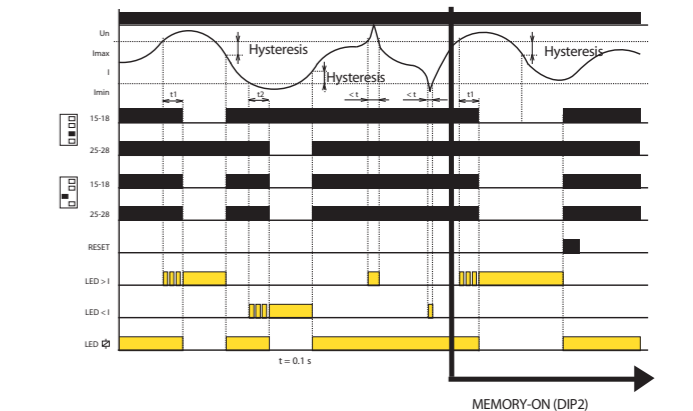 Un
Hysteresis
Hysteresis
Imax
I
Hysteresis
Imin
t1
t2
< t
< t
t1
15-18
25-28
15-18
25-28
RESET
LED > I
LED < I
LED
t = 0.1 s
MEMORY-ON (DIP2)